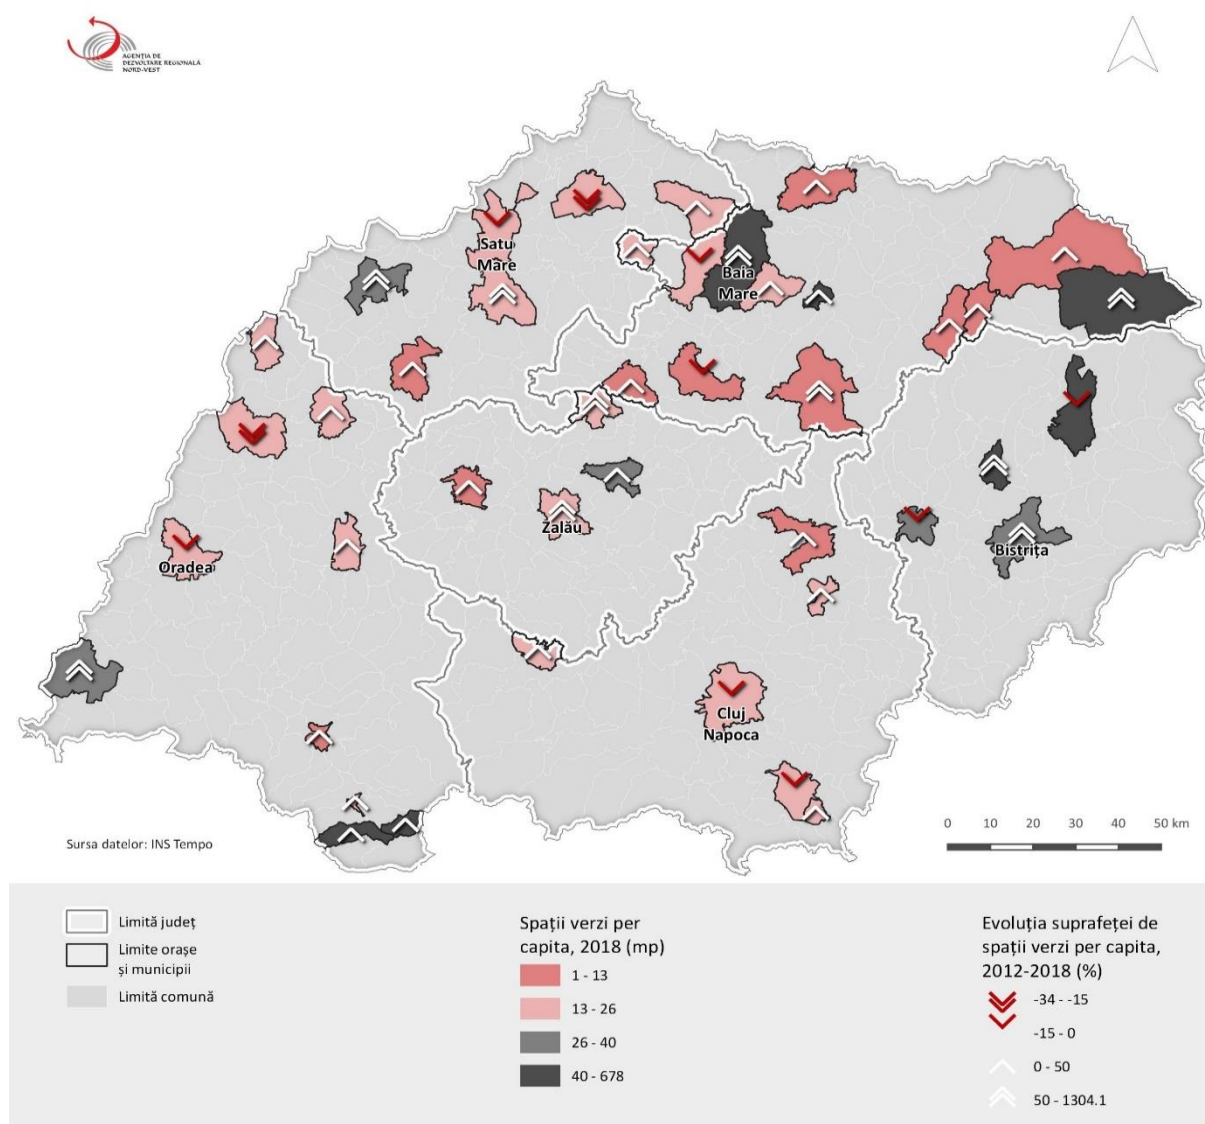 AGENȚIA DE
DEZVOLTARE REGIONALĂ
NORD-VEST
Satu
Mare
Baia
Mare
Zalău
Oradea
Bistrița
Cluj
Napoca
Sursa datelor: INS Tempo
0 10 20 30 40 50 km
Limită județ
Limite orașe
și municipii
Limită comună
Spații verzi per
capita, 2018 (mp)
1 - 13
13 - 26
26 - 40
40 - 678
Evoluția suprafeței de
spații verzi per capita,
2012-2018 (%)
-34 - -15
-15 - 0
0 - 50
50 - 1304.1